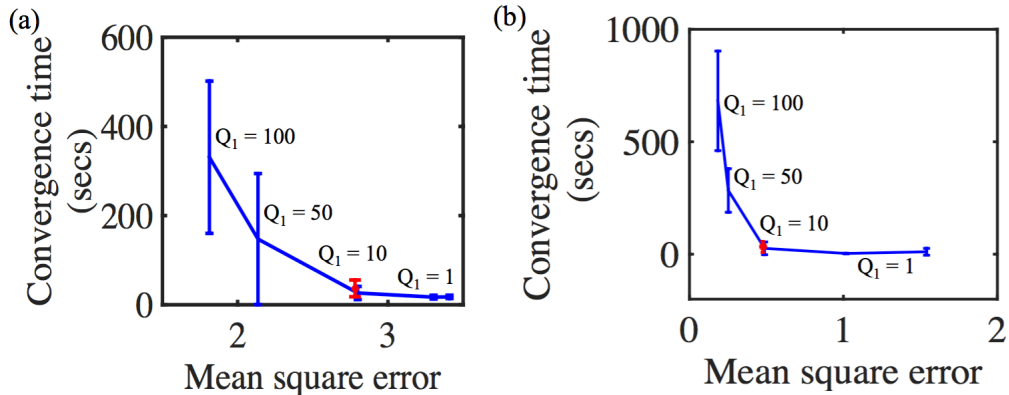 (a)
Convergence time
(secs)
600
400
200
0
Q1 = 100
Q1 = 50
Q1 = 10
Q1 = 1
2
3
Mean square error
(b)
Convergence time
(secs)
1000
500
0
Q1 = 100
Q1 = 50
Q1 = 10
Q1 = 1
0
1
2
Mean square error